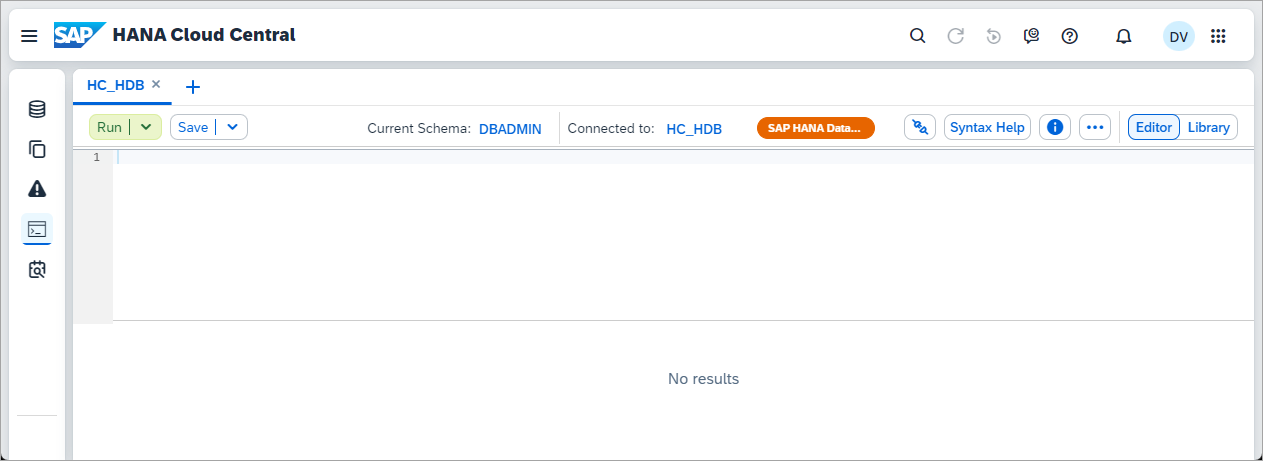 SAP HANA Cloud Central DV
HC_HDB
Run Save Current Schema: DBADMIN Connected to: HC_HDB SAP HANA Data... Syntax Help Editor Library
1
No results